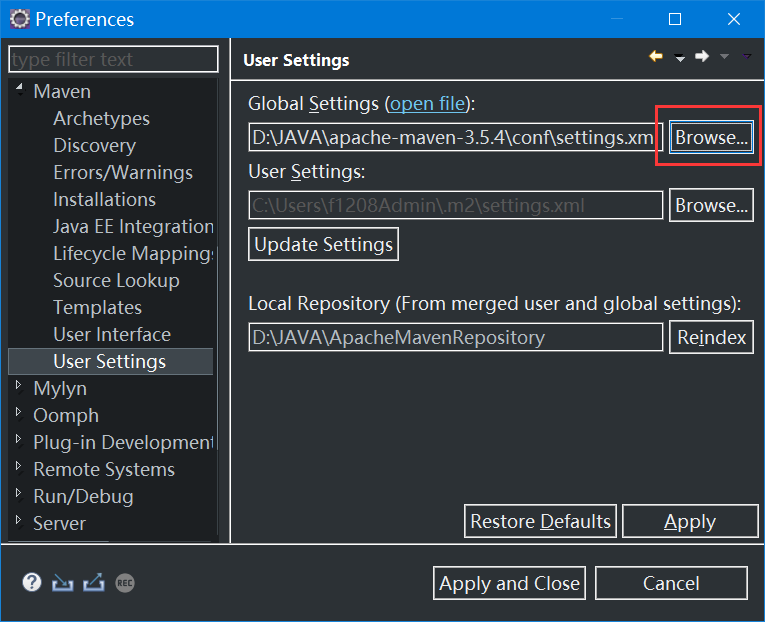 Preferences
type filter text
Maven
Archetypes
Discovery
Errors/Warnings
Installations
Java EE Integration
Lifecycle Mappings
Source Lookup
Templates
User Interface
User Settings
Mylyn
Oomph
Plug-in Development
Remote Systems
Run/Debug
Server
User Settings
Global Settings (open file):
D:\JAVA\apache-maven-3.5.4\conf\settings.xm
Browse...
User Settings:
C:\Users\f1208Admin\.m2\settings.xml
Browse...
Update Settings
Local Repository (From merged user and global settings):
D:\JAVA\ApacheMavenRepository
Reindex
Restore Defaults
Apply
REC
Apply and Close
Cancel